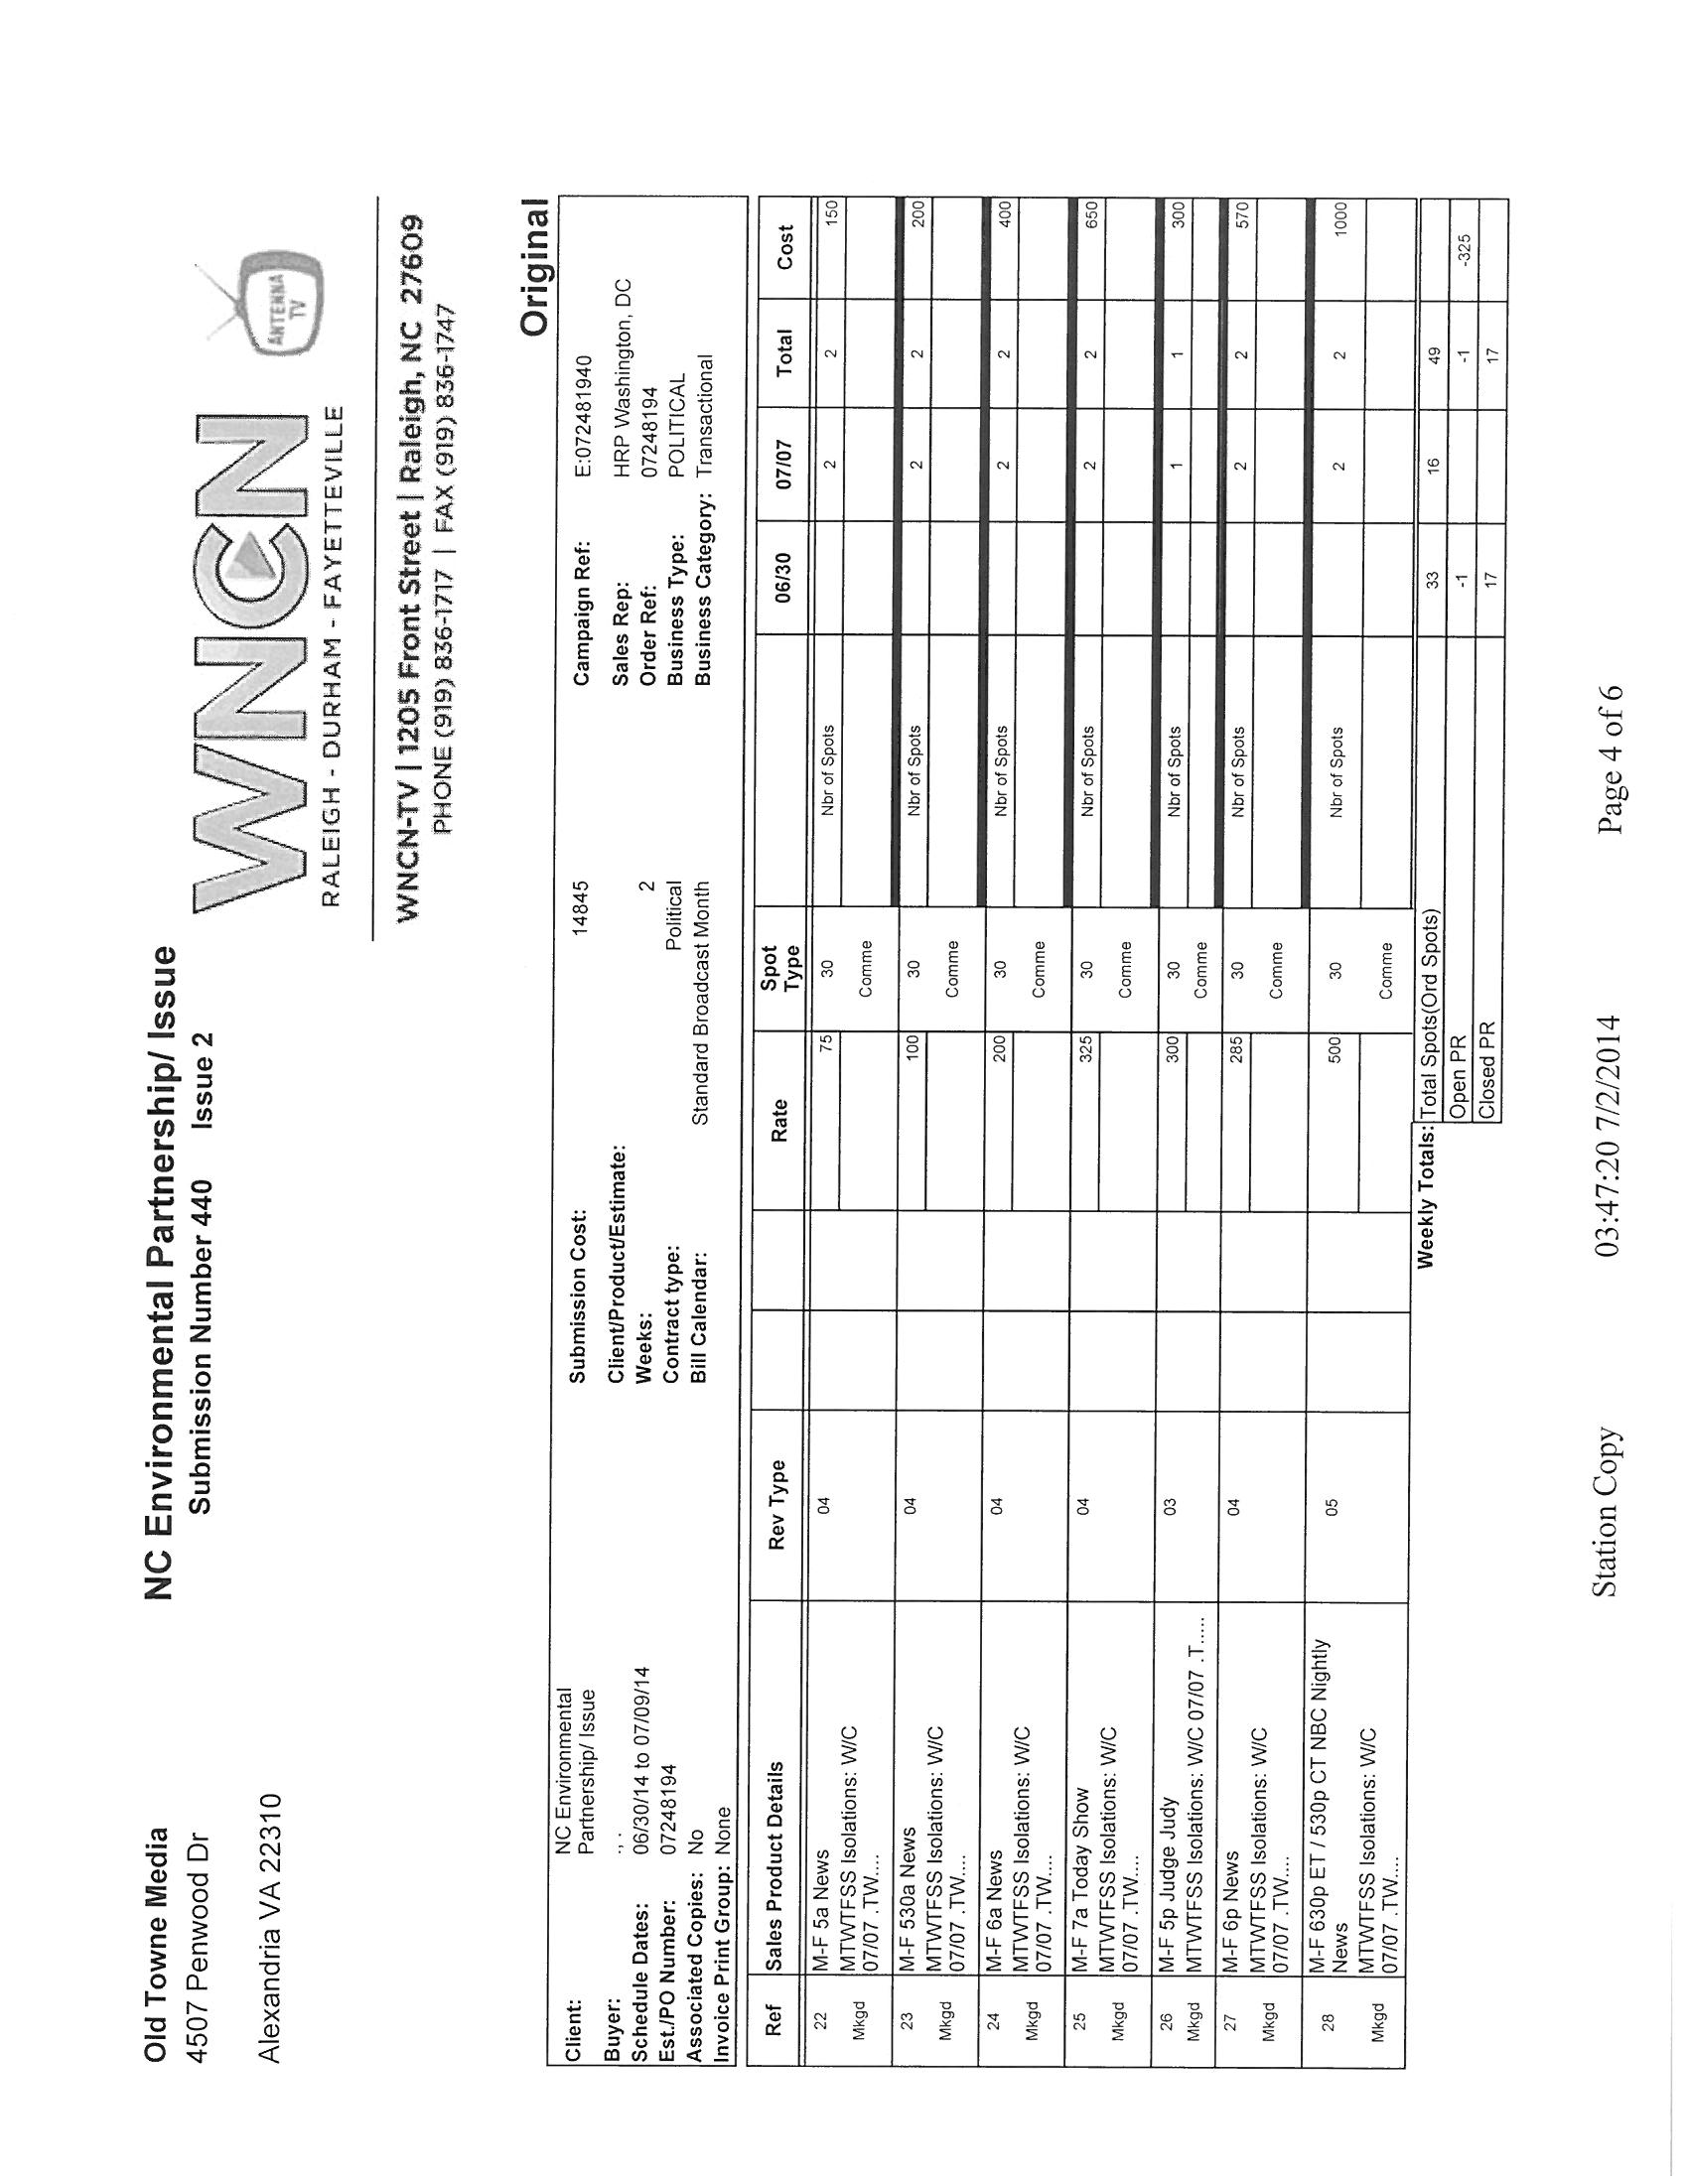 Old Towne Media
4507 Penwood Dr
Alexandria VA 22310
NC Environmental Partnership/ Issue
Submission Number 440 Issue 2
WNCN
ANTENNA
TV
RALEIGH - DURHAM - FAYETTEVILLE
WNCN-TV | 1205 Front Street | Raleigh, NC 27609
PHONE (919) 836-1717 | FAX (919) 836-1747
Original
Client: NC Environmental Partnership/ Issue
Buyer: ., .
Schedule Dates: 06/30/14 to 07/09/14
Est./PO Number: 07248194
Associated Copies: No
Invoice Print Group: None
Submission Cost: 14845
Client/Product/Estimate:
Weeks: 2
Contract type: Political
Bill Calendar: Standard Broadcast Month
Campaign Ref: E:072481940
Sales Rep: HRP Washington, DC
Order Ref: 07248194
Business Type: POLITICAL
Business Category: Transactional
Ref Sales Product Details Rev Type Rate Spot Type 06/30 07/07 Total Cost
22 M-F 5a News 04 75 30 Nbr of Spots 2 2 150
Mkgd MTWTFSS Isolations: W/C Comme
07/07 .TW....
23 M-F 530a News 04 100 30 Nbr of Spots 2 2 200
Mkgd MTWTFSS Isolations: W/C Comme
07/07 .TW....
24 M-F 6a News 04 200 30 Nbr of Spots 2 2 400
Mkgd MTWTFSS Isolations: W/C Comme
07/07 .TW....
25 M-F 7a Today Show 04 325 30 Nbr of Spots 2 2 650
Mkgd MTWTFSS Isolations: W/C Comme
07/07 .TW....
26 M-F 5p Judge Judy 03 300 30 Nbr of Spots 1 1 300
Mkgd MTWTFSS Isolations: W/C 07/07 .T..... Comme
27 M-F 6p News 04 285 30 Nbr of Spots 2 2 570
Mkgd MTWTFSS Isolations: W/C Comme
07/07 .TW....
28 M-F 630p ET / 530p CT NBC Nightly 05 500 30 Nbr of Spots 2 2 1000
News
Mkgd MTWTFSS Isolations: W/C Comme
07/07 .TW....
Weekly Totals: Total Spots(Ord Spots) 33 16 49
Open PR -1 -1 -325
Closed PR 17 17
Station Copy 03:47:20 7/2/2014 Page 4 of 6